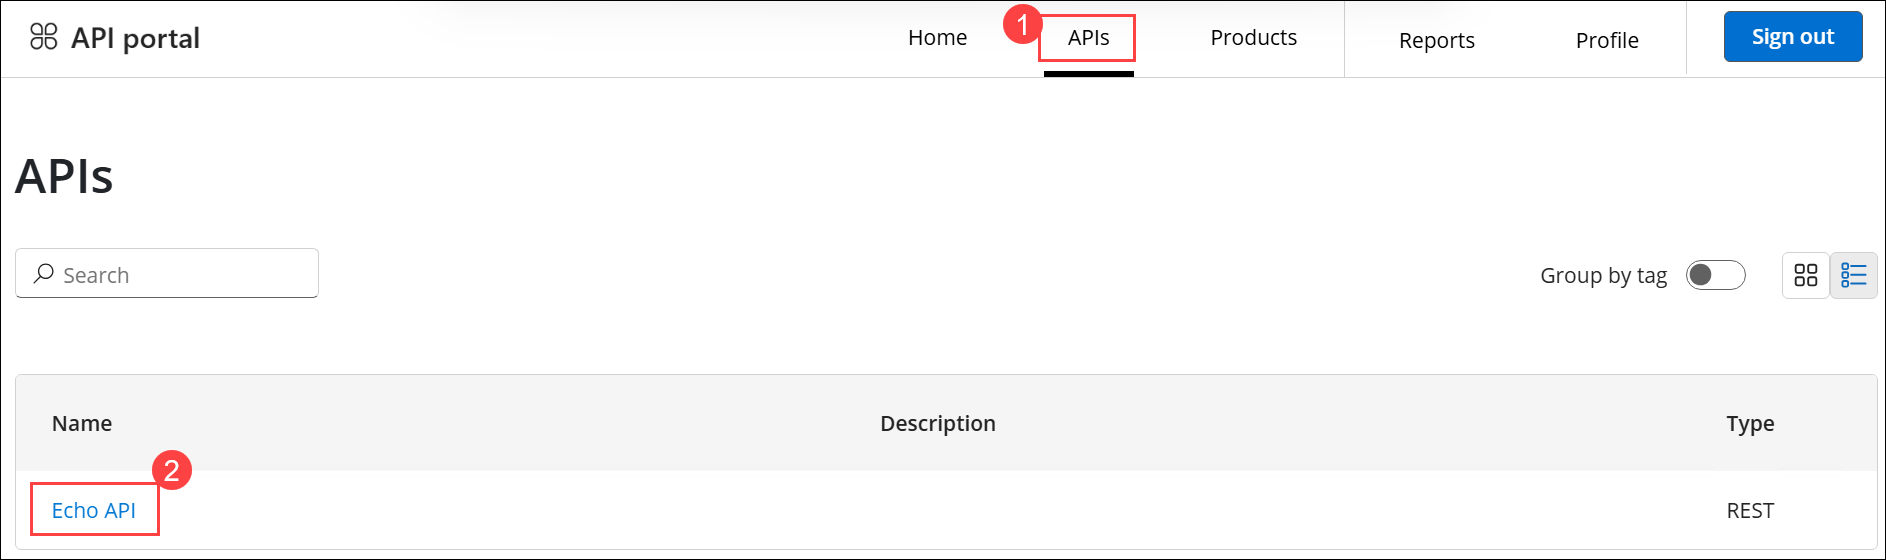 API portal
Home
1
APIs
Products
Reports
Profile
Sign out
APIs
Search
Group by tag
Name
Description
Type
2
Echo API
REST